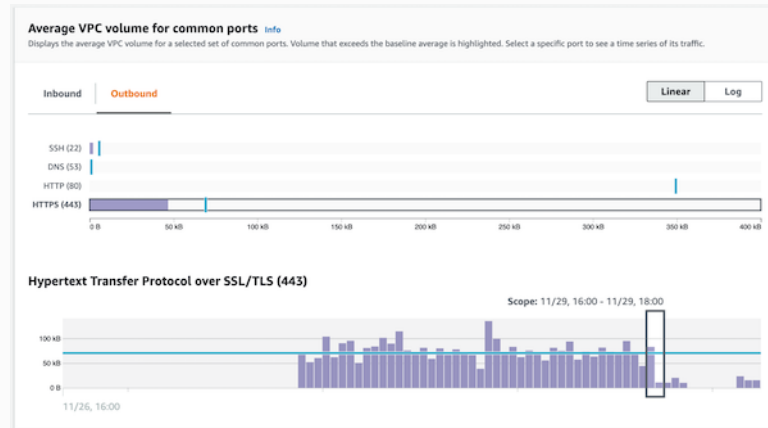 Average VPC volume for common ports Info
Displays the average VPC volume for a selected set of common ports. Volume that exceeds the baseline average is highlighted. Select a specific port to see a time series of its traffic.
Inbound Outbound Linear Log
SSH (22)
DNS (53)
HTTP (80)
HTTPS (443)
0 B 50 kB 100 kB 150 kB 200 kB 250 kB 300 kB 350 kB 400 kB
Hypertext Transfer Protocol over SSL/TLS (443)
Scope: 11/29, 16:00 - 11/29, 18:00
100 kB
50 kB
0 B
11/26, 16:00